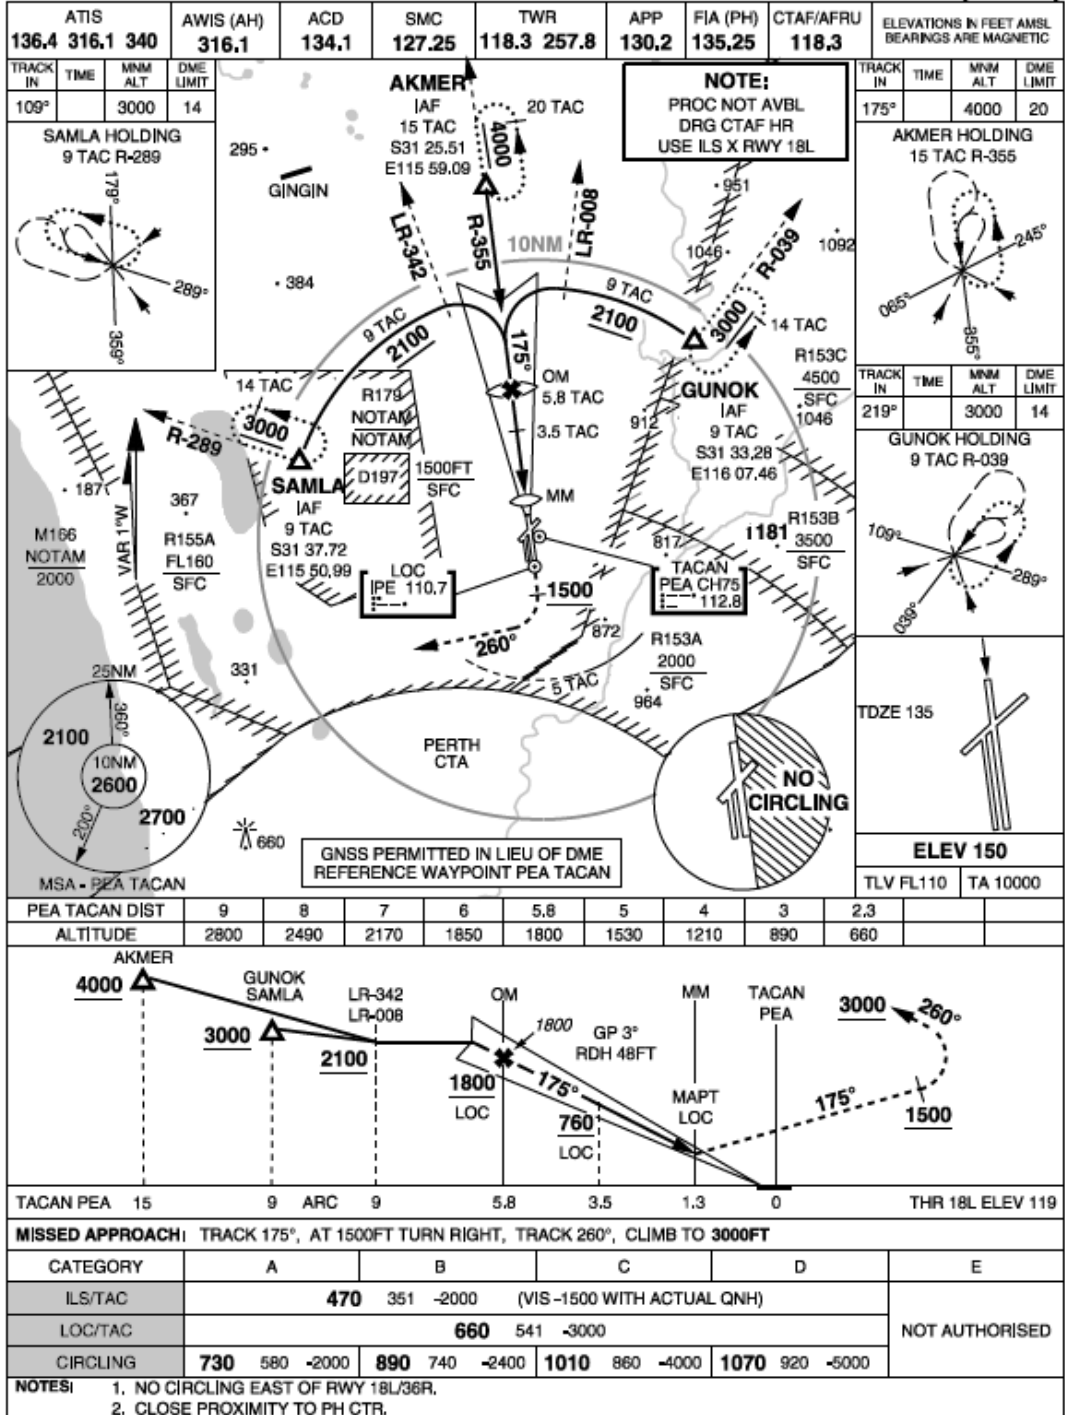 ATIS
136.4 316.1 340
AWIS (AH)
316.1
ACD
134.1
SMC
127.25
TWR
118.3 257.8
APP
130.2
FIA (PH)
135.25
CTAF/AFRU
118.3
ELEVATIONS IN FEET AMSL
BEARINGS ARE MAGNETIC
TRACK IN
TIME
MNM ALT
DME LIMIT
109°
3000
14
SAMLA HOLDING
9 TAC R-289
179°
289°
359°
295
GINGIN
384
AKMER
IAF
15 TAC
S31 25.51
E115 59.09
4000
20 TAC
NOTE:
PROC NOT AVBL
DRG CTAF HR
USE ILS X RWY 18L
TRACK IN
TIME
MNM ALT
DME LIMIT
175°
4000
20
AKMER HOLDING
15 TAC R-355
245°
065°
355°
LR-342
R-355
LR-008
10NM
951
1046
R-039
1092
9 TAC
2100
9 TAC
2100
175°
3000
14 TAC
GUNOK
IAF
9 TAC
S31 33.28
E116 07.46
R153C
4500
SFC
1046
912
OM
5.8 TAC
3.5 TAC
MM
TRACK IN
TIME
MNM ALT
DME LIMIT
219°
3000
14
GUNOK HOLDING
9 TAC R-039
109°
289°
039°
14 TAC
3000
R-289
SAMLA
IAF
9 TAC
S31 37.72
E115 50.99
R179
NOTAM
NOTAM
D197
1500FT
SFC
187
367
M166
NOTAM
2000
VAR 1°W
R155A
FL160
SFC
LOC
IPE 110.7
1181
R153B
3500
SFC
817
TACAN
PEA CH75
112.8
1500
260°
872
R153A
2000
SFC
5 TAC
964
331
25NM
360°
2100
10NM
2600
2700
200°
MSA - PEA TACAN
PERTH
CTA
660
GNSS PERMITTED IN LIEU OF DME
REFERENCE WAYPOINT PEA TACAN
NO
CIRCLING
TDZE 135
ELEV 150
TLV FL110
TA 10000
PEA TACAN DIST 9 8 7 6 5.8 5 4 3 2.3
ALTITUDE 2800 2490 2170 1850 1800 1530 1210 890 660
AKMER
4000
GUNOK
SAMLA
3000
LR-342
LR-008
2100
OM
1800
GP 3°
RDH 48FT
1800
LOC
175°
760
LOC
MM
MAPT
LOC
TACAN
PEA
175°
3000
260°
1500
TACAN PEA 15 9 ARC 9 5.8 3.5 1.3 0 THR 18L ELEV 119
MISSED APPROACH: TRACK 175°, AT 1500FT TURN RIGHT, TRACK 260°, CLIMB TO 3000FT
CATEGORY A B C D E
ILS/TAC 470 351 -2000 (VIS -1500 WITH ACTUAL QNH)
LOC/TAC 660 541 -3000
NOT AUTHORISED
CIRCLING 730 580 -2000 890 740 -2400 1010 860 -4000 1070 920 -5000
NOTES: 1. NO CIRCLING EAST OF RWY 18L/36R.
2. CLOSE PROXIMITY TO PH CTR.